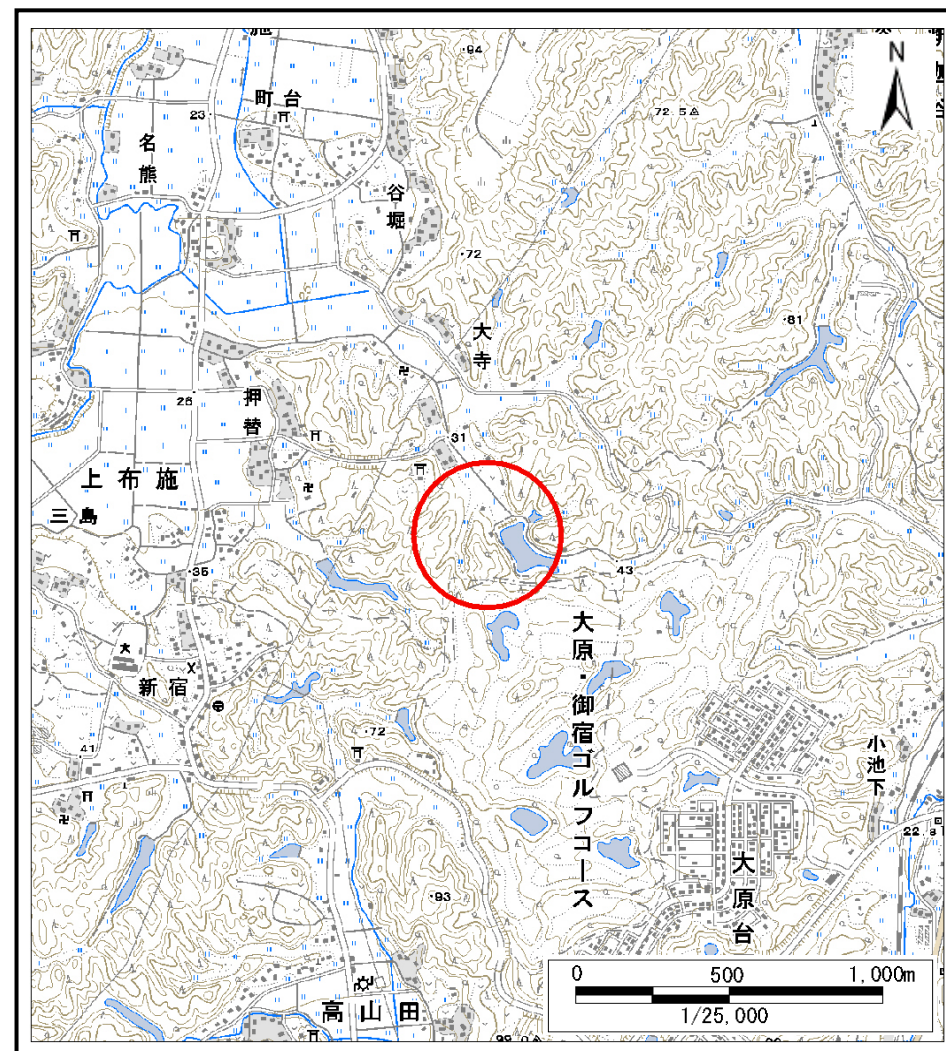 施
94
N
町台
23
72.5
名熊
谷堀
72
大寺
81
26
押替
31
上布施
三島
35
43
大原・御宿ゴルフコース
文
新宿
X
72
41
小池下
22.8
大原台
93
0 500 1,000m
1/25,000
高山田